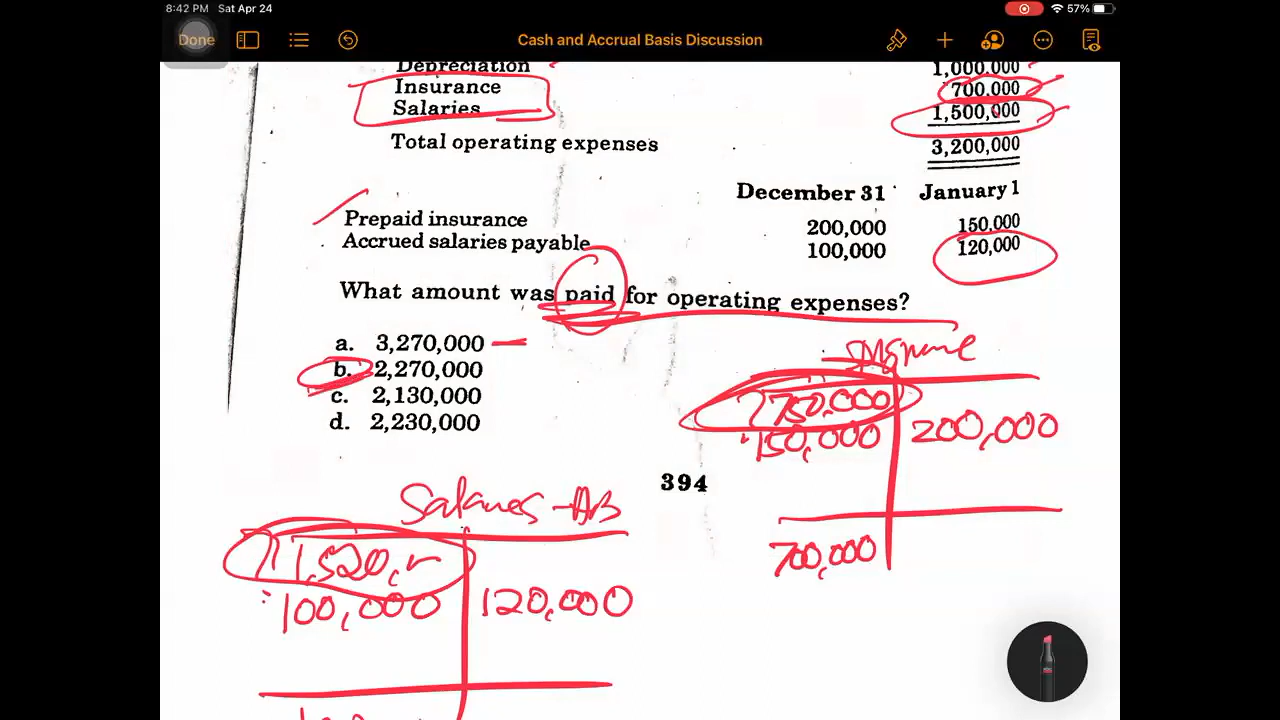 8:42 PM Sat Apr 24
57%
Done
Cash and Accrual Basis Discussion
Depreciation 1,000,000
Insurance 700,000
Salaries 1,500,000
Total operating expenses 3,200,000
December 31 January 1
Prepaid insurance 200,000 150,000
Accrued salaries payable 100,000 120,000
What amount was paid for operating expenses?
a. 3,270,000
b. 2,270,000
c. 2,130,000
d. 2,230,000
750,000
150,000 200,000
700,000
394
Salaries - AB
1,520,
100,000 120,000